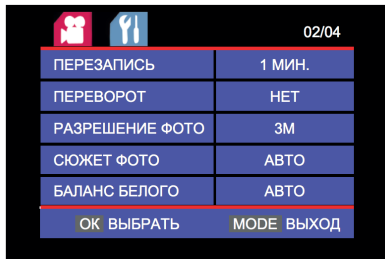 02/04
ПЕРЕЗАПИСЬ 1 МИН.
ПЕРЕВОРОТ НЕТ
РАЗРЕШЕНИЕ ФОТО 3М
СЮЖЕТ ФОТО АВТО
БАЛАНС БЕЛОГО АВТО
ОК ВЫБРАТЬ MODE ВЫХОД